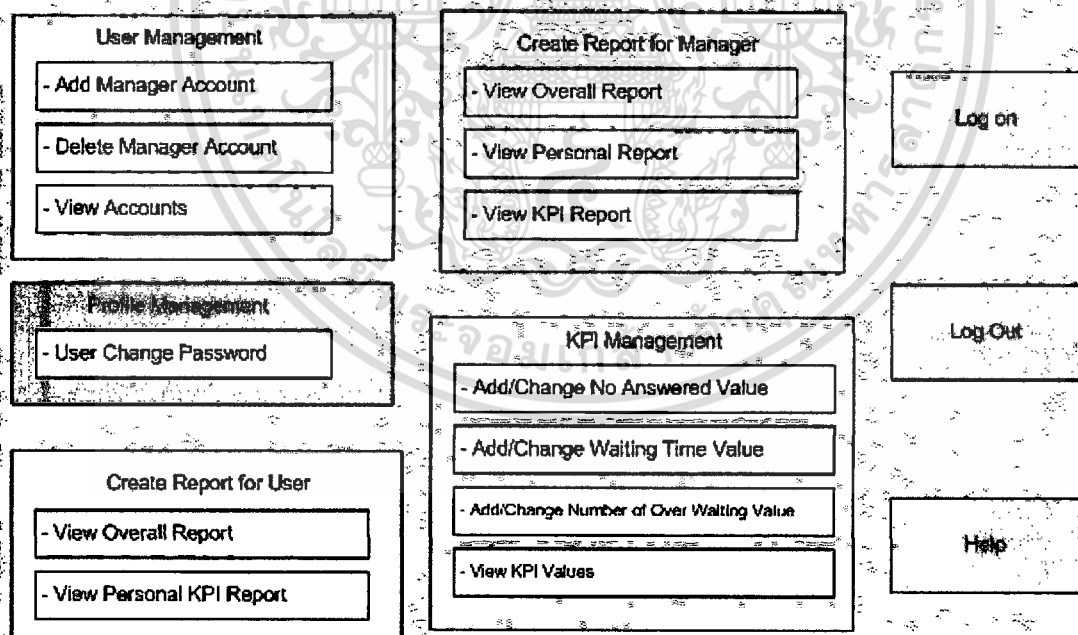 User Management
- Add Manager Account
- Delete Manager Account
- View Accounts
Profile Management
- User Change Password
Create Report for User
- View Overall Report
- View Personal KPI Report
Create Report for Manager
- View Overall Report
- View Personal Report
- View KPI Report
KPI Management
- Add/Change No Answered Value
- Add/Change Waiting Time Value
- Add/Change Number of Over Waiting Value
- View KPI Values
Log on
Log Out
Help